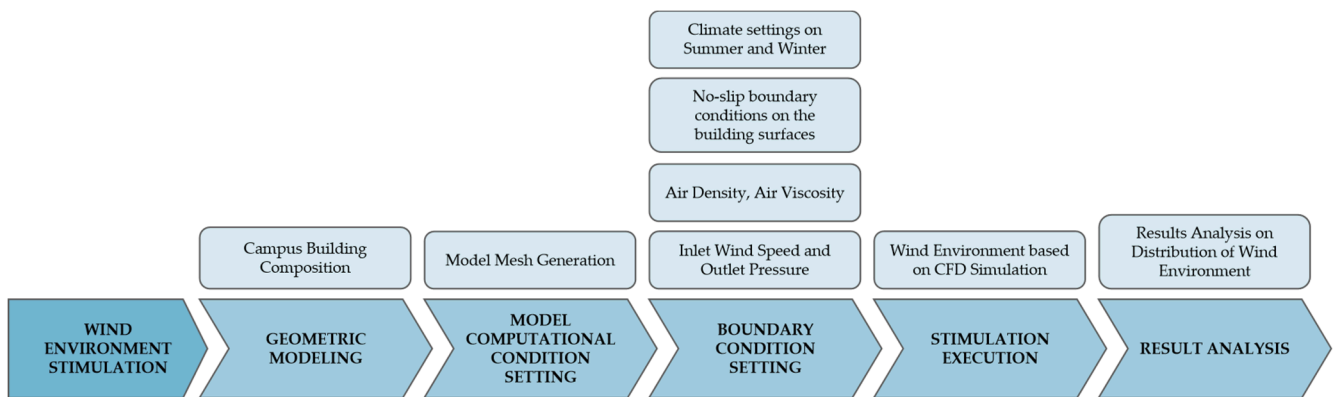 Climate settings on
Summer and Winter
No-slip boundary
conditions on the
building surfaces
Air Density, Air Viscosity
Campus Building
Composition
Model Mesh Generation
Inlet Wind Speed and
Outlet Pressure
Wind Environment based
on CFD Simulation
Results Analysis on
Distribution of Wind
Environment
WIND
ENVIRONMENT
STIMULATION
GEOMETRIC
MODELING
MODEL
COMPUTATIONAL
CONDITION
SETTING
BOUNDARY
CONDITION
SETTING
STIMULATION
EXECUTION
RESULT ANALYSIS